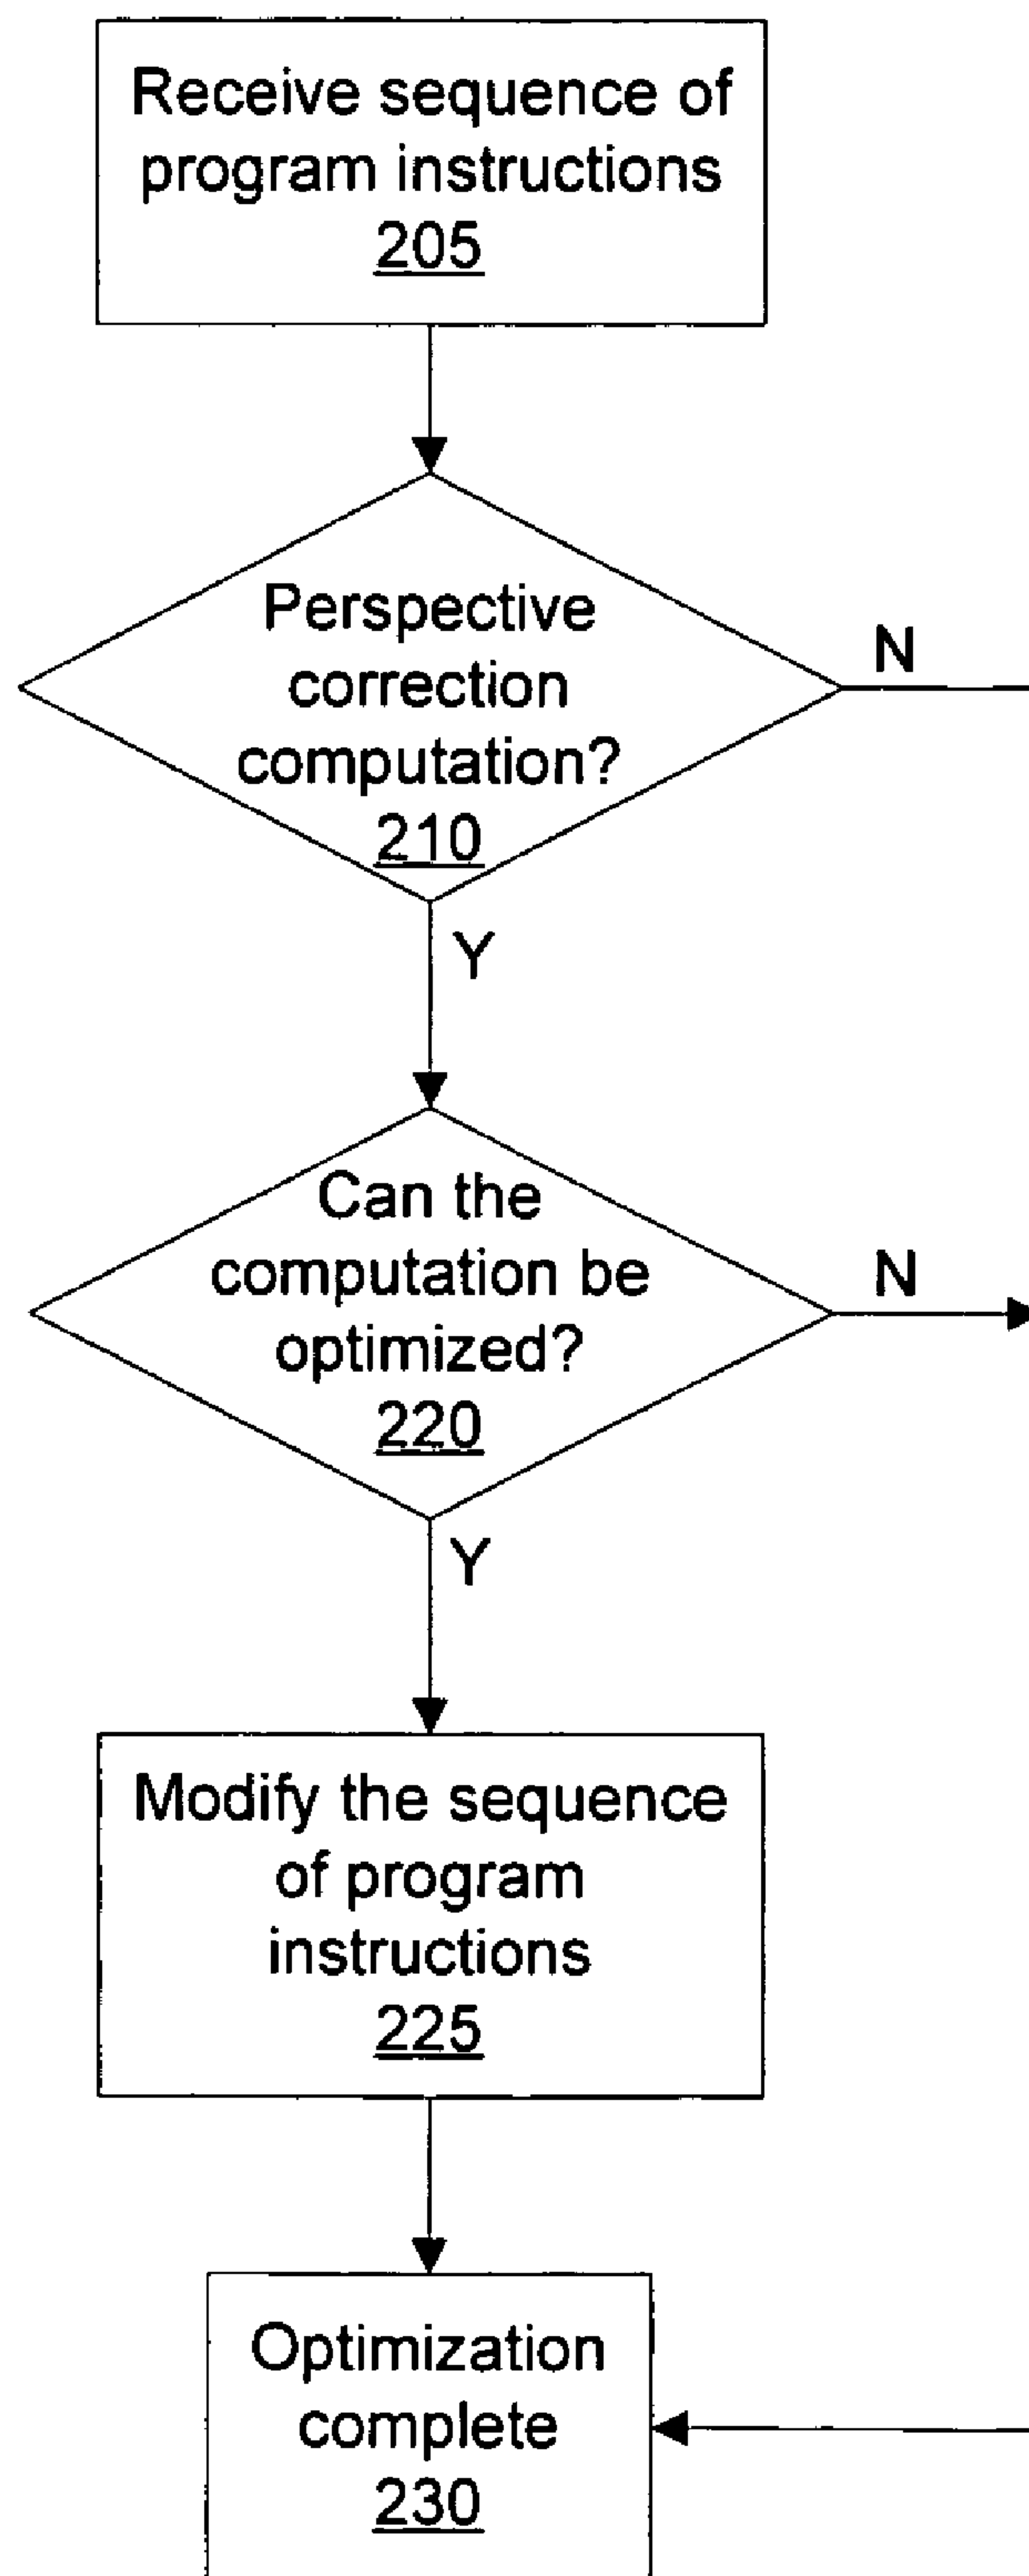 Receive sequence of
program instructions
205
Perspective
correction
computation?
210
N
Y
Can the
computation be
optimized?
220
N
Y
Modify the sequence
of program
instructions
225
Optimization
complete
230